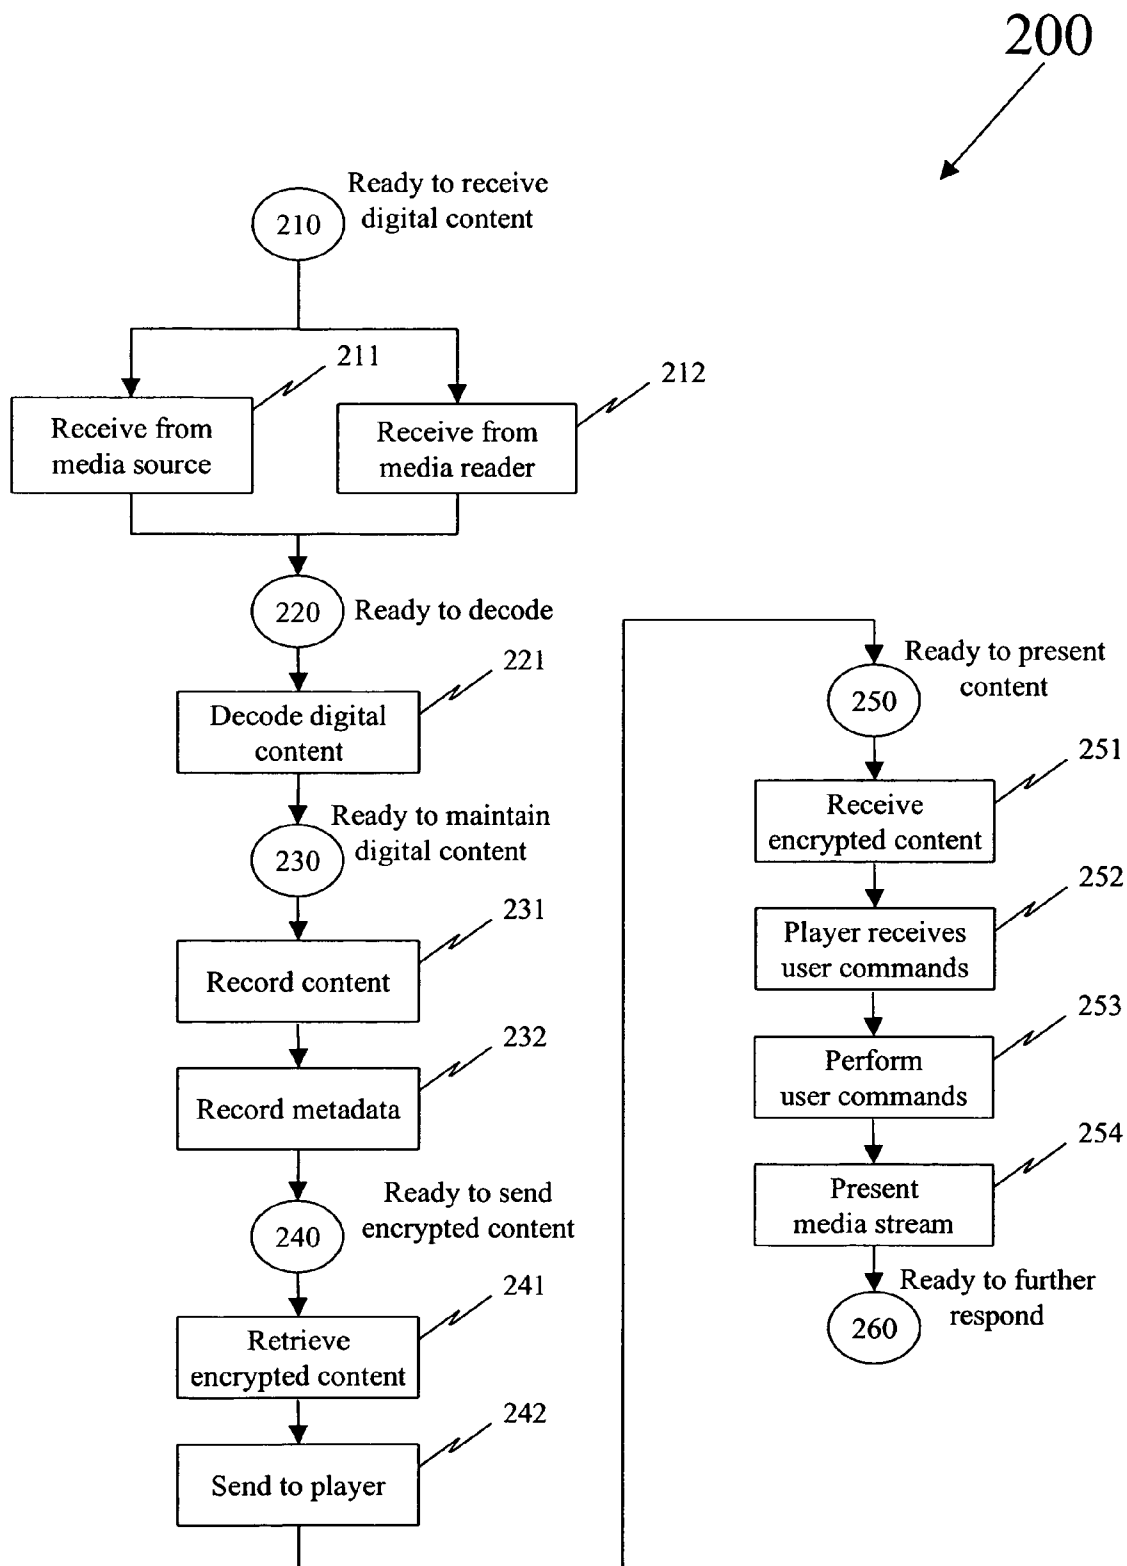 200
Ready to receive
digital content
210
211
212
Receive from
media source
Receive from
media reader
220
Ready to decode
221
Decode digital
content
Ready to maintain
digital content
230
231
Record content
232
Record metadata
Ready to send
encrypted content
240
241
Retrieve
encrypted content
242
Send to player
Ready to present
content
250
251
Receive
encrypted content
252
Player receives
user commands
253
Perform
user commands
254
Present
media stream
Ready to further
respond
260